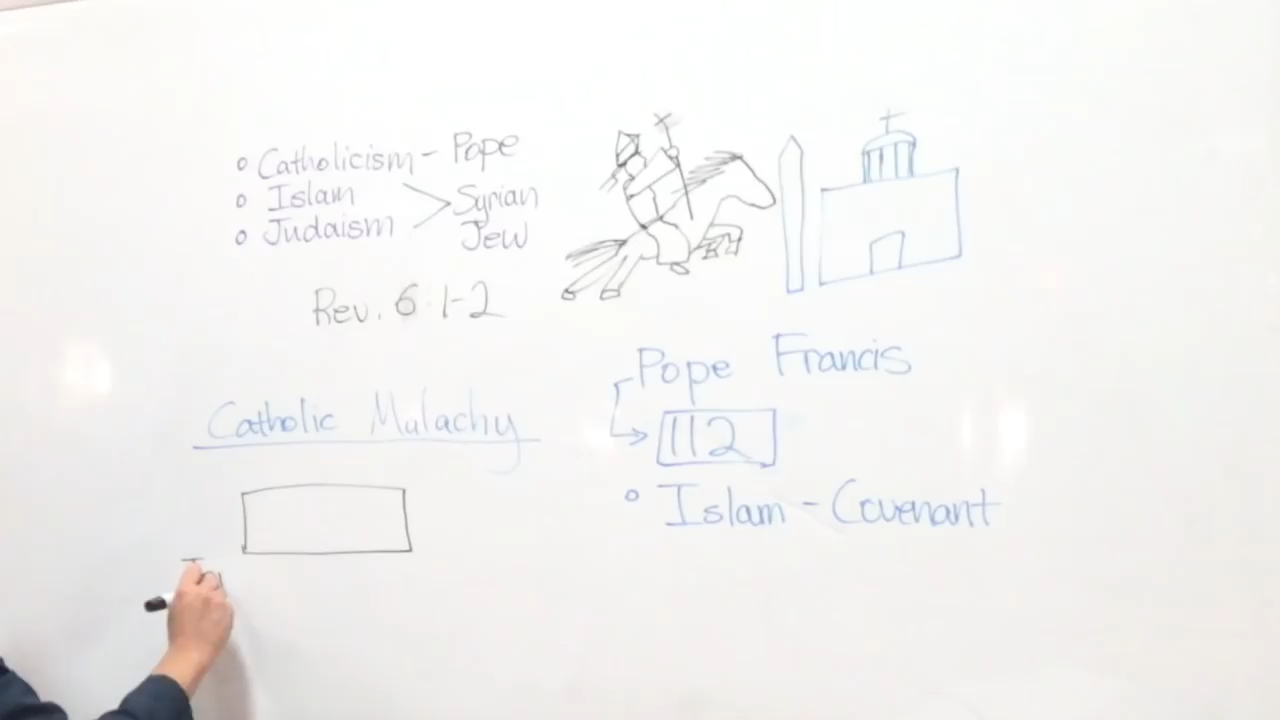 Catholicism - Pope
Islam
Judaism
> Syrian
Jew
Rev. 6:1-2
Pope Francis
112
Catholic Malachy
Islam - Covenant